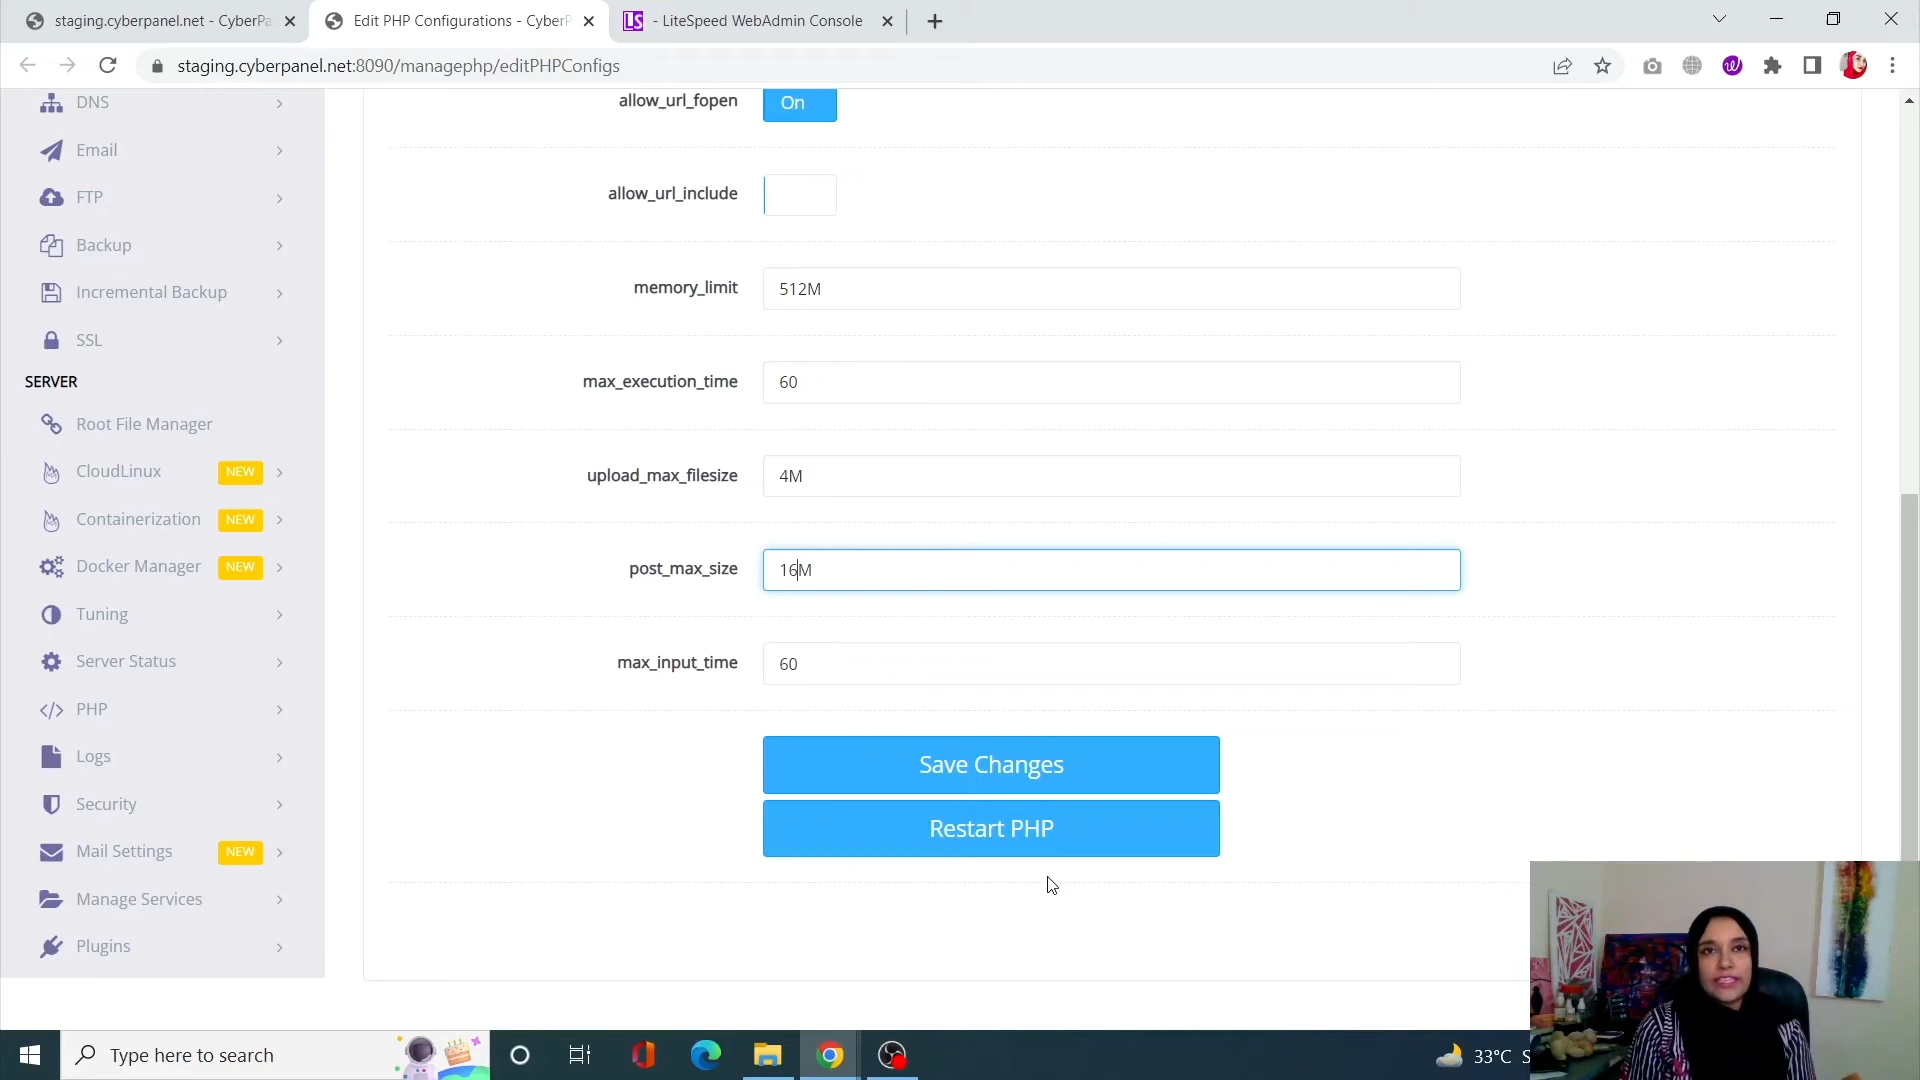 staging.cyberpanel.net - CyberPa
Edit PHP Configurations - CyberP
LS - LiteSpeed WebAdmin Console
staging.cyberpanel.net:8090/managephp/editPHPConfigs
DNS
Email
FTP
Backup
Incremental Backup
SSL
SERVER
Root File Manager
CloudLinux NEW
Containerization NEW
Docker Manager NEW
Tuning
Server Status
PHP
Logs
Security
Mail Settings NEW
Manage Services
Plugins
allow_url_fopen On
allow_url_include
memory_limit 512M
max_execution_time 60
upload_max_filesize 4M
post_max_size 16M
max_input_time 60
Save Changes
Restart PHP
Type here to search
33°C S